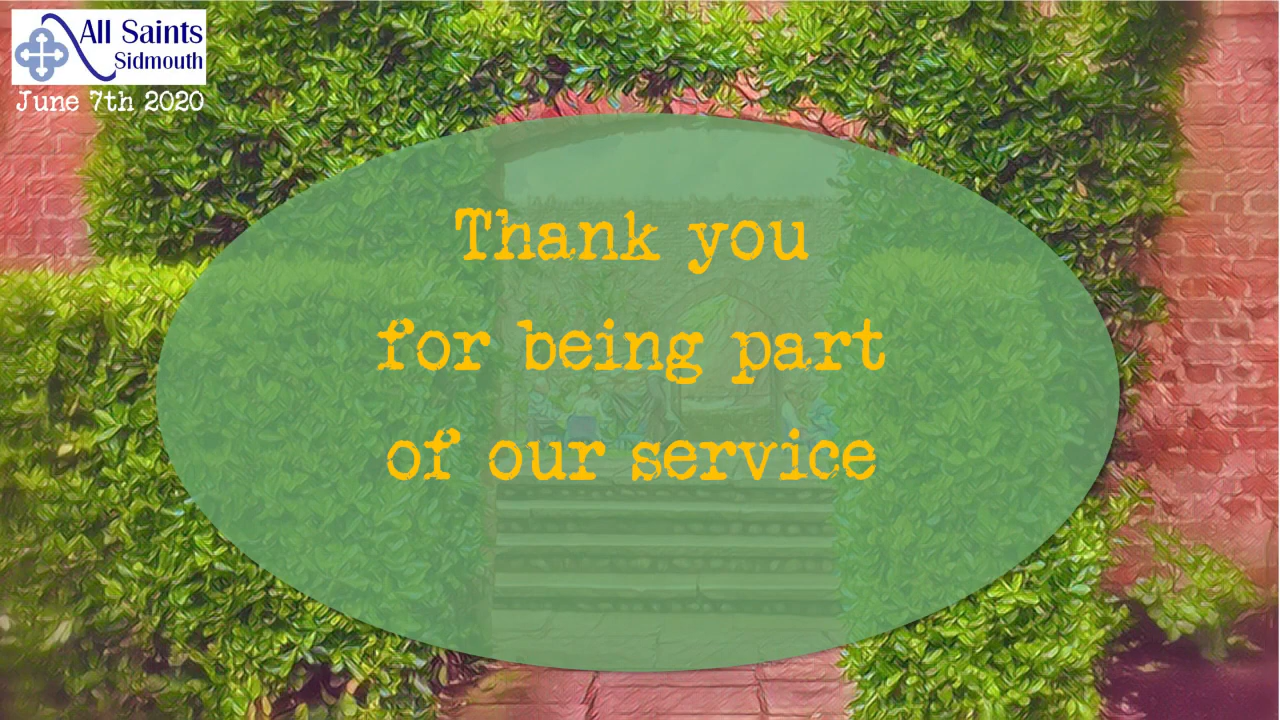 All Saints
Sidmouth
June 7th 2020
Thank you
for being part
of our service